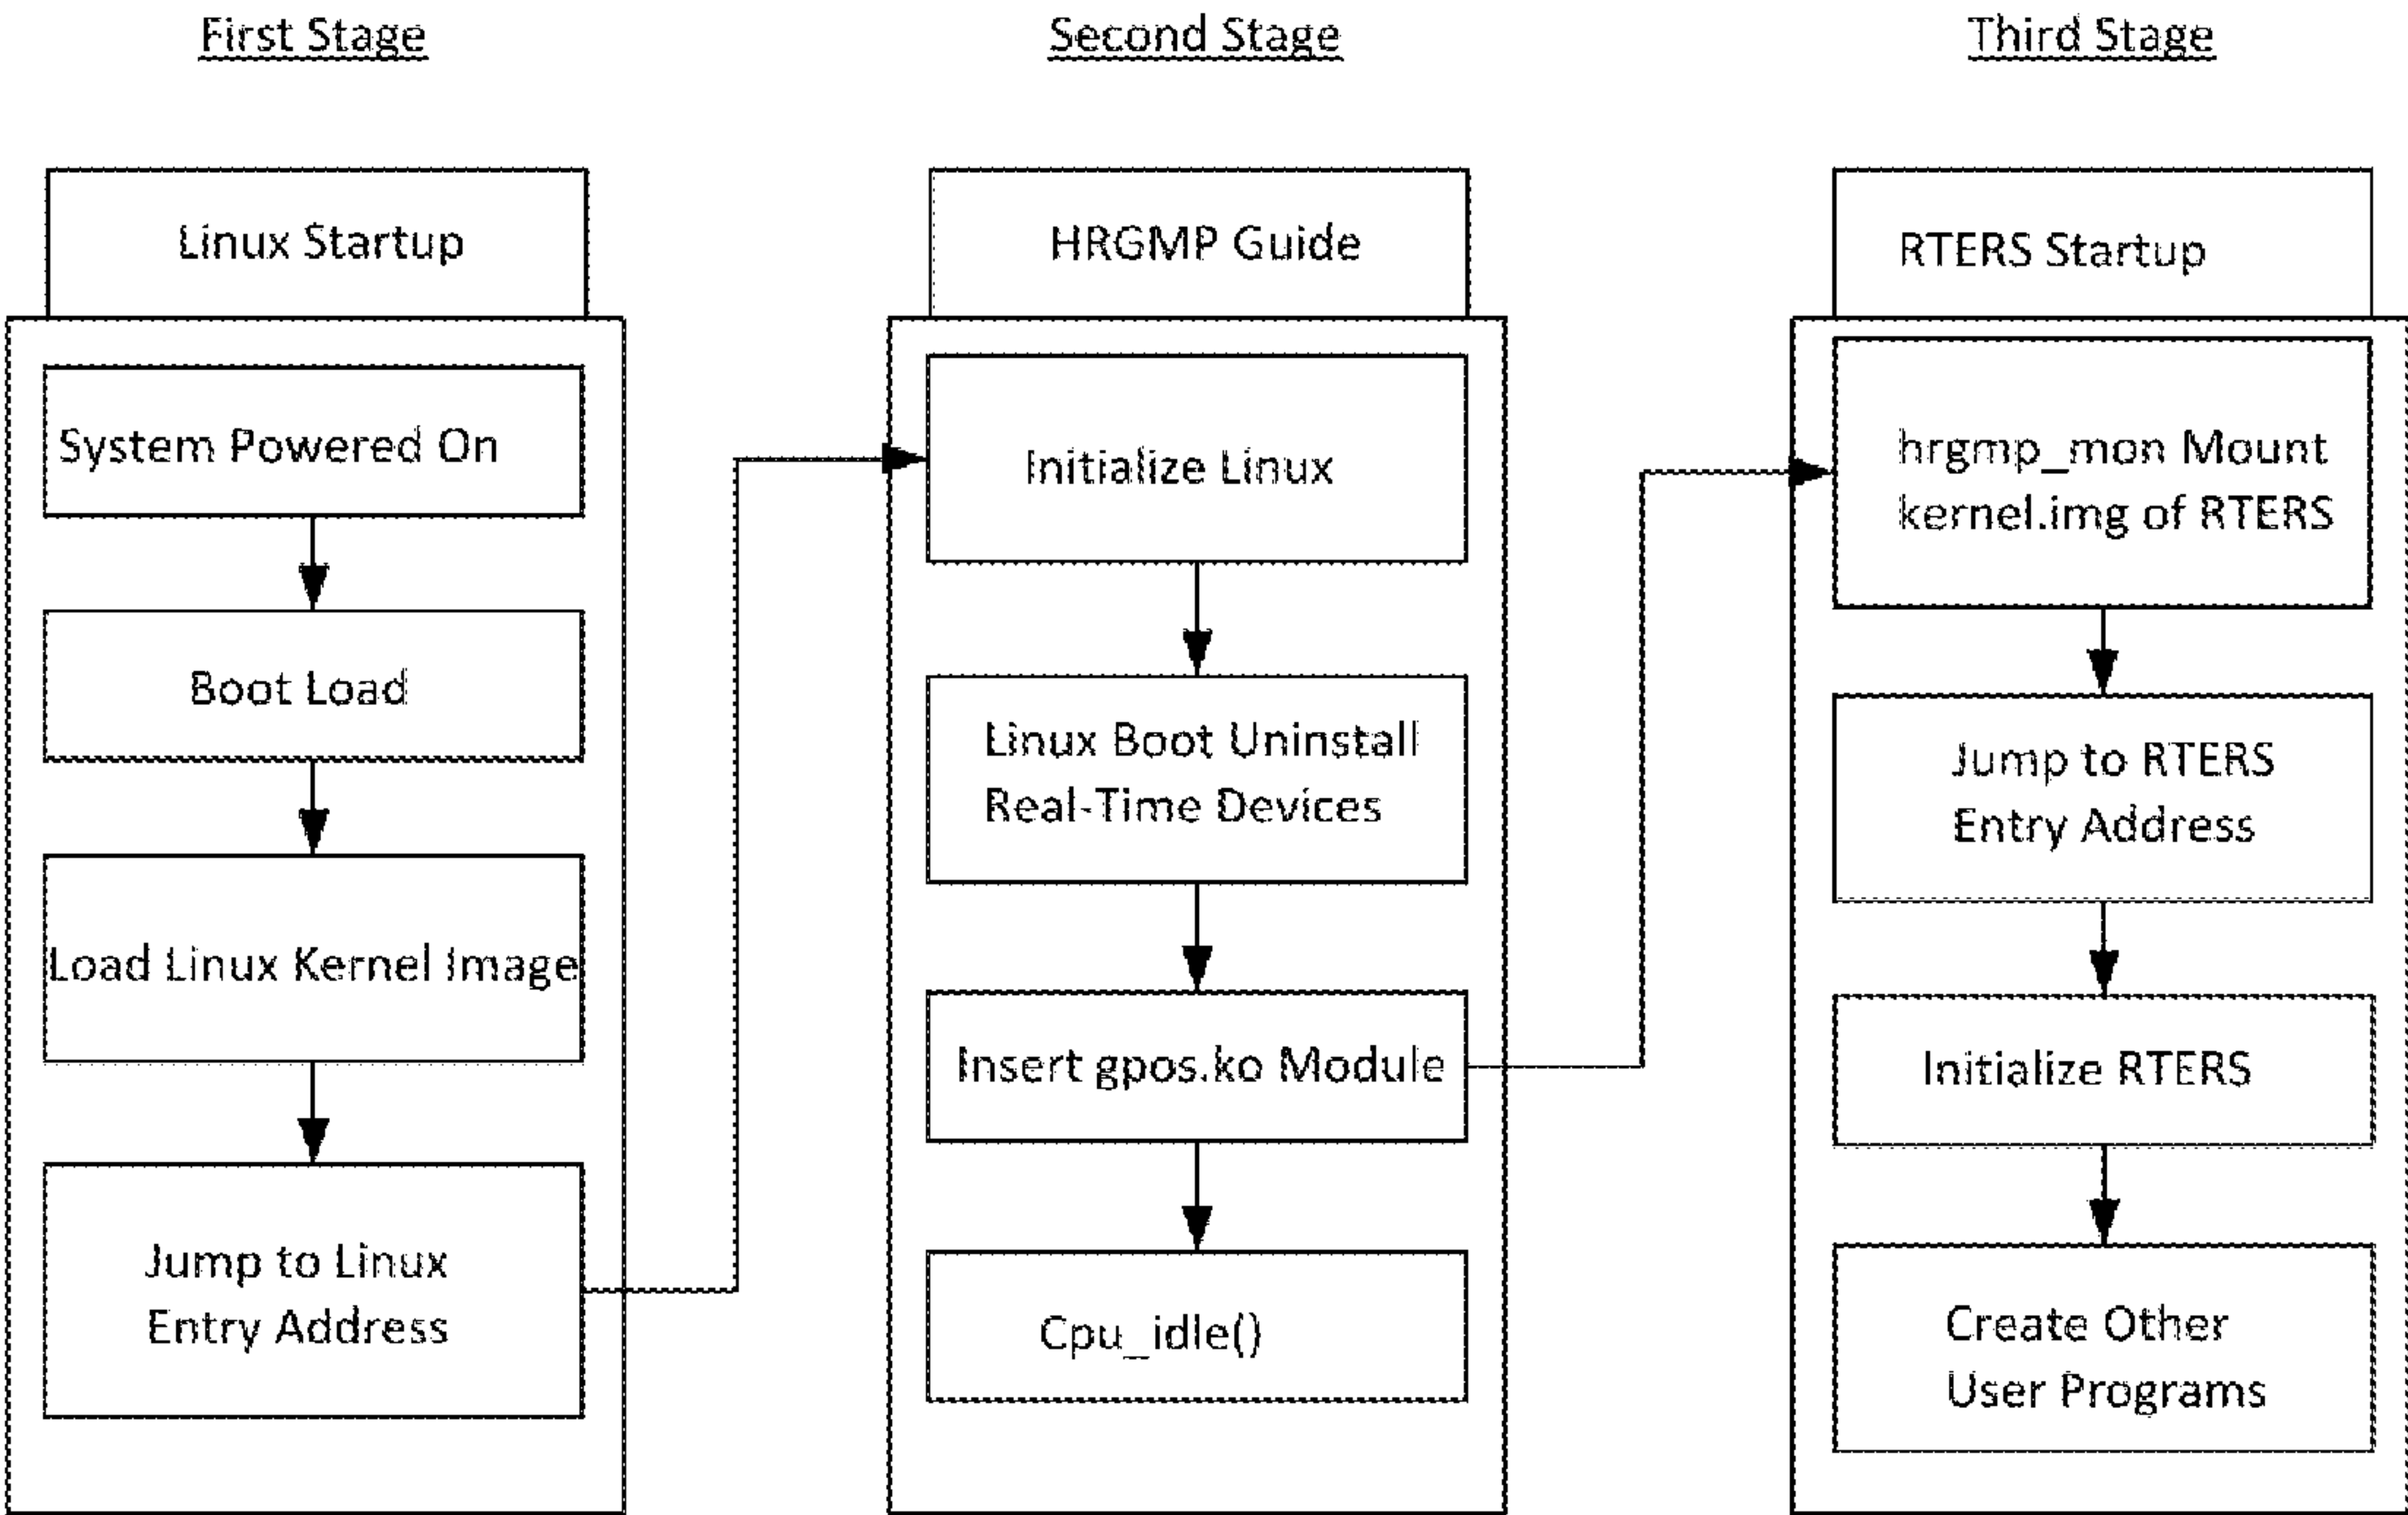 First Stage
Second Stage
Third Stage
Linux Startup
System Powered On
Boot Load
Load Linux Kernel Image
Jump to Linux
Entry Address
HRGMP Guide
Initialize Linux
Linux Boot Uninstall
Real-Time Devices
Insert gpos.ko Module
Cpu_idle()
RTERS Startup
hrgmp_mon Mount
kernel.img of RTERS
Jump to RTERS
Entry Address
Initialize RTERS
Create Other
User Programs